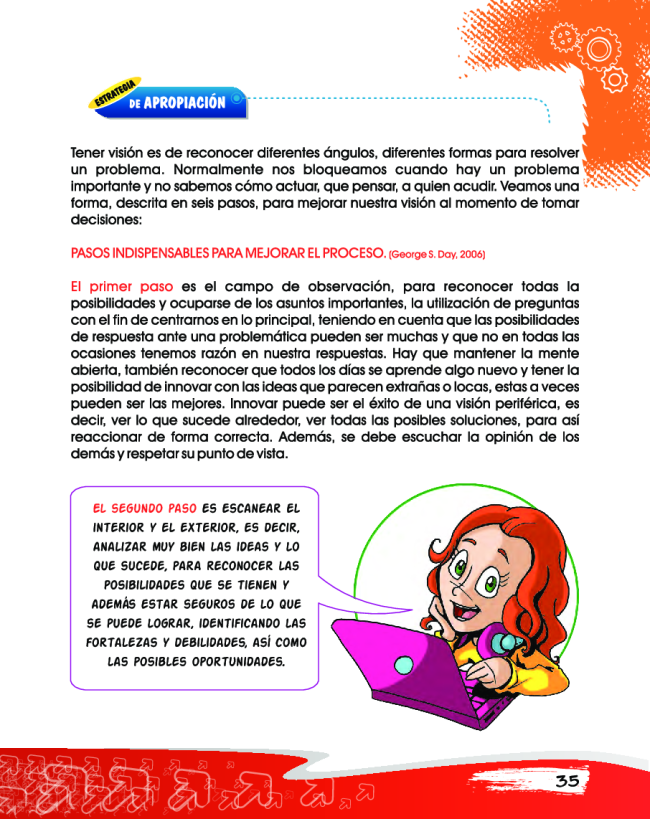 ESTRATEGIA
DE APROPIACIÓN
Tener visión es de reconocer diferentes ángulos, diferentes formas para resolver
un problema. Normalmente nos bloqueamos cuando hay un problema
importante y no sabemos cómo actuar, que pensar, a quien acudir. Veamos una
forma, descrita en seis pasos, para mejorar nuestra visión al momento de tomar
decisiones:
PASOS INDISPENSABLES PARA MEJORAR EL PROCESO. (George S. Day, 2006)
El primer paso es el campo de observación, para reconocer todas la
posibilidades y ocuparse de los asuntos importantes, la utilización de preguntas
con el fin de centrarnos en lo principal, teniendo en cuenta que las posibilidades
de respuesta ante una problemática pueden ser muchas y que no en todas las
ocasiones tenemos razón en nuestra respuestas. Hay que mantener la mente
abierta, también reconocer que todos los días se aprende algo nuevo y tener la
posibilidad de innovar con las ideas que parecen extrañas o locas, estas a veces
pueden ser las mejores. Innovar puede ser el éxito de una visión periférica, es
decir, ver lo que sucede alrededor, ver todas las posibles soluciones, para así
reaccionar de forma correcta. Además, se debe escuchar la opinión de los
demás y respetar su punto de vista.
EL SEGUNDO PASO ES ESCANEAR EL
INTERIOR Y EL EXTERIOR, ES DECIR,
ANALIZAR MUY BIEN LAS IDEAS Y LO
QUE SUCEDE, PARA RECONOCER LAS
POSIBILIDADES QUE SE TIENEN Y
ADEMÁS ESTAR SEGUROS DE LO QUE
SE PUEDE LOGRAR, IDENTIFICANDO LAS
FORTALEZAS Y DEBILIDADES, ASÍ COMO
LAS POSIBLES OPORTUNIDADES.
35